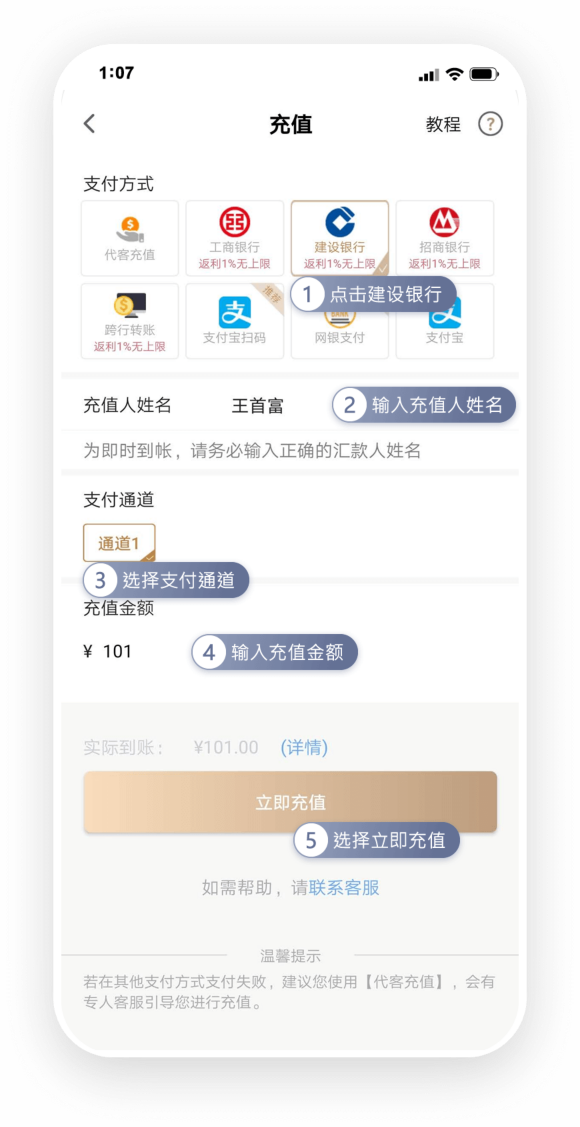 1:07
充值
教程
?
支付方式
代客充值
工商银行
返利1%无上限
建设银行
返利1%无上限
招商银行
返利1%无上限
1 点击建设银行
跨行转账
返利1%无上限
推荐
支付宝扫码
BANK
网银支付
支付宝
充值人姓名
王首富
2 输入充值人姓名
为即时到帐，请务必输入正确的汇款人姓名
支付通道
通道1
3 选择支付通道
充值金额
¥ 101
4 输入充值金额
实际到账： ¥101.00 (详情)
立即充值
5 选择立即充值
如需帮助，请联系客服
温馨提示
若在其他支付方式支付失败，建议您使用【代客充值】，会有
专人客服引导您进行充值。